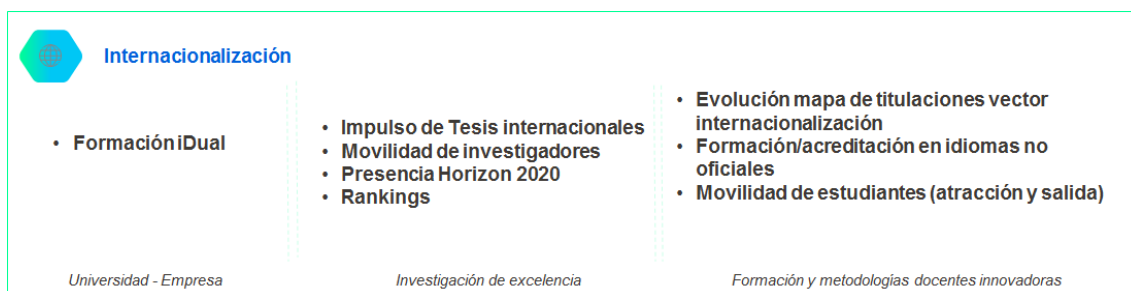 Internacionalización
• Formación iDual
Universidad - Empresa
• Impulso de Tesis internacionales
• Movilidad de investigadores
• Presencia Horizon 2020
• Rankings
Investigación de excelencia
• Evolución mapa de titulaciones vector
internacionalización
• Formación/acreditación en idiomas no
oficiales
• Movilidad de estudiantes (atracción y salida)
Formación y metodologías docentes innovadoras